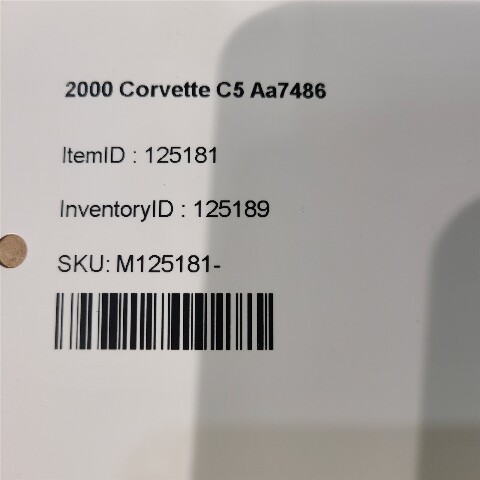 2000 Corvette C5 Aa7486
ItemID : 125181
InventoryID : 125189
SKU: M125181-